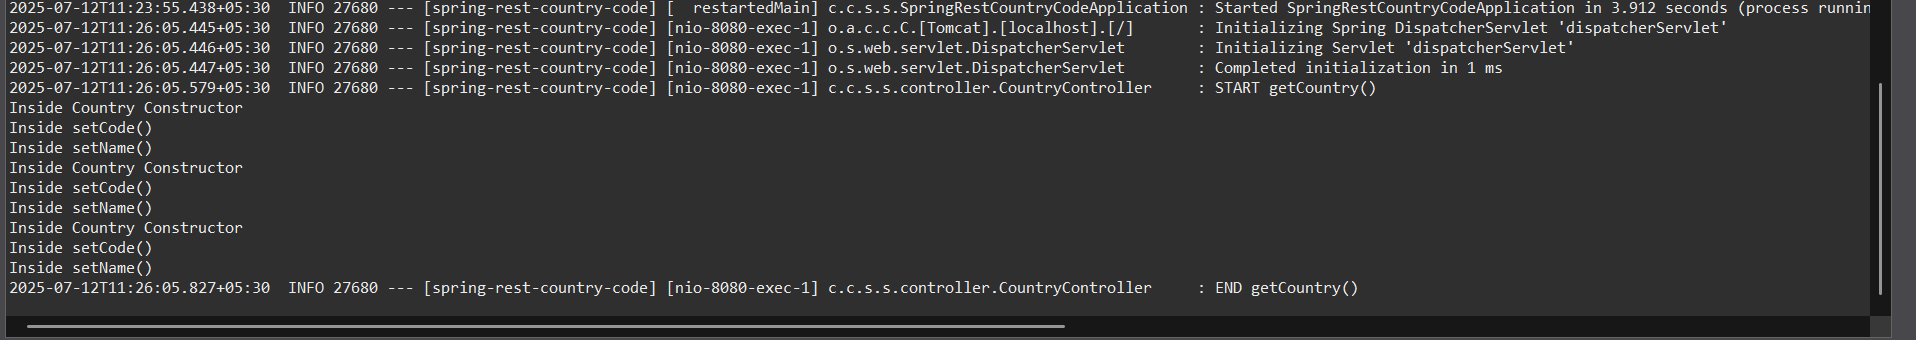 2025-07-12T11:23:55.438+05:30  INFO 27680 --- [spring-rest-country-code] [  restartedMain] c.c.s.s.SpringRestCountryCodeApplication : Started SpringRestCountryCodeApplication in 3.912 seconds (process runnin
2025-07-12T11:26:05.445+05:30  INFO 27680 --- [spring-rest-country-code] [nio-8080-exec-1] o.a.c.c.C.[Tomcat].[localhost].[/]       : Initializing Spring DispatcherServlet 'dispatcherServlet'
2025-07-12T11:26:05.446+05:30  INFO 27680 --- [spring-rest-country-code] [nio-8080-exec-1] o.s.web.servlet.DispatcherServlet        : Initializing Servlet 'dispatcherServlet'
2025-07-12T11:26:05.447+05:30  INFO 27680 --- [spring-rest-country-code] [nio-8080-exec-1] o.s.web.servlet.DispatcherServlet        : Completed initialization in 1 ms
2025-07-12T11:26:05.579+05:30  INFO 27680 --- [spring-rest-country-code] [nio-8080-exec-1] c.c.s.s.controller.CountryController     : START getCountry()
Inside Country Constructor
Inside setCode()
Inside setName()
Inside Country Constructor
Inside setCode()
Inside setName()
Inside Country Constructor
Inside setCode()
Inside setName()
2025-07-12T11:26:05.827+05:30  INFO 27680 --- [spring-rest-country-code] [nio-8080-exec-1] c.c.s.s.controller.CountryController     : END getCountry()